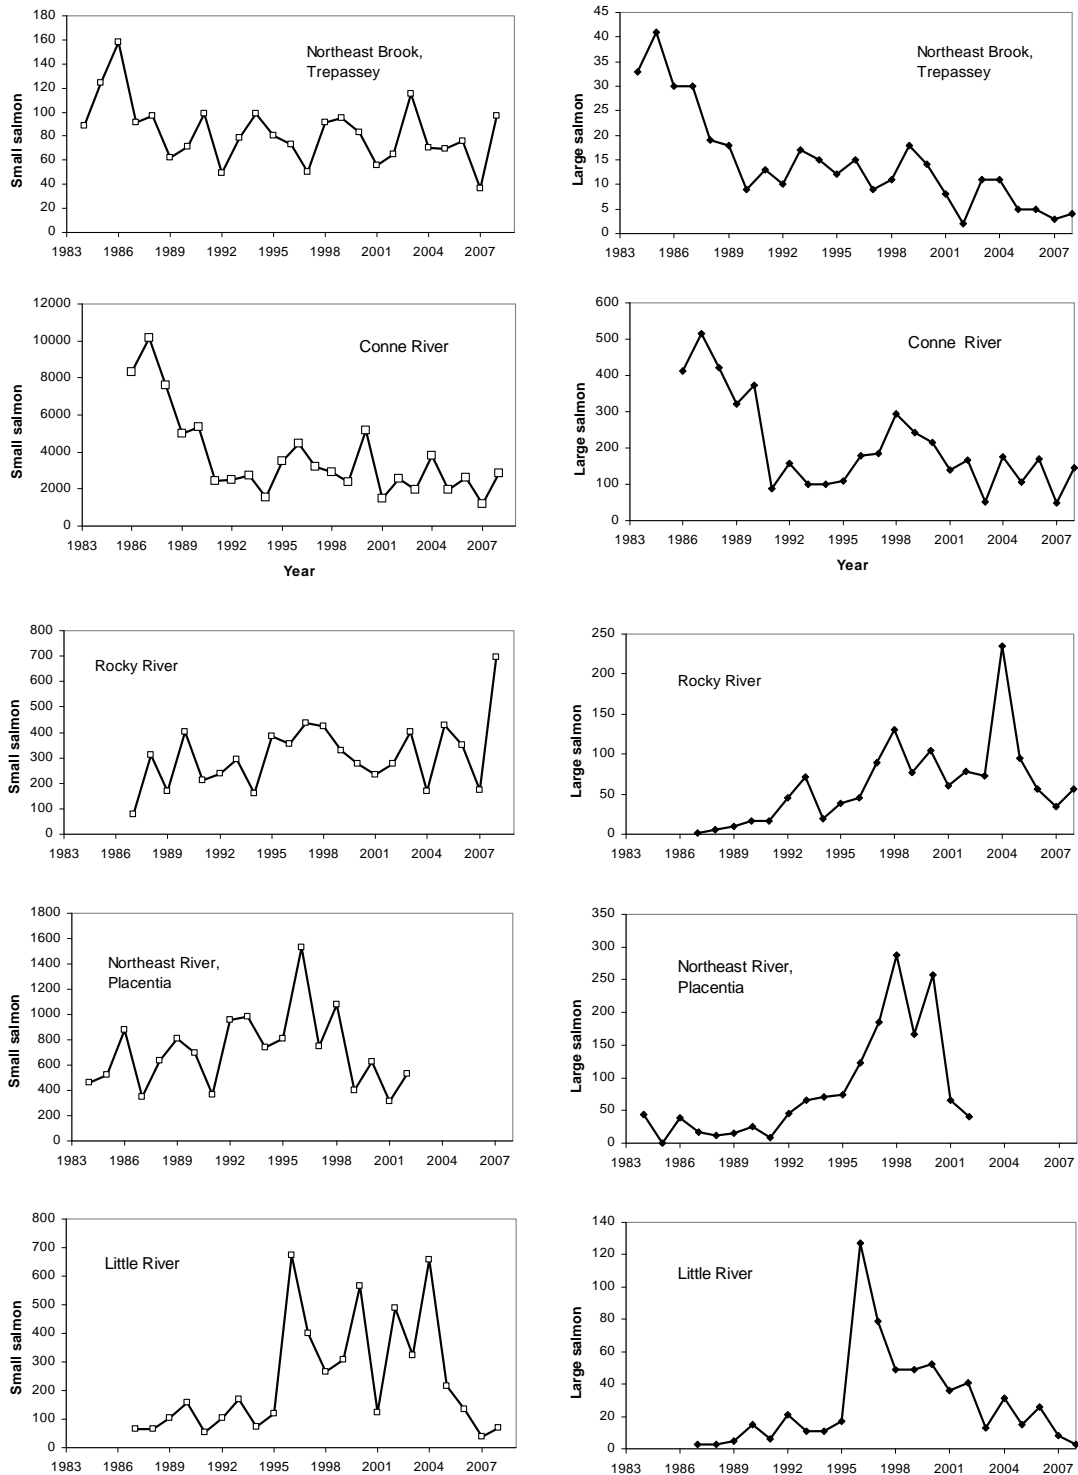 180
160
140
120
100
80
60
40
20
0
Small salmon
Northeast Brook,
Trepassey
1983 1986 1989 1992 1995 1998 2001 2004 2007
45
40
35
30
25
20
15
10
5
0
Large salmon
Northeast Brook,
Trepassey
1983 1986 1989 1992 1995 1998 2001 2004 2007
12000
10000
8000
6000
4000
2000
0
Small salmon
Conne River
1983 1986 1989 1992 1995 1998 2001 2004 2007
Year
600
500
400
300
200
100
0
Large salmon
Conne River
1983 1986 1989 1992 1995 1998 2001 2004 2007
Year
800
700
600
500
400
300
200
100
0
Small salmon
Rocky River
1983 1986 1989 1992 1995 1998 2001 2004 2007
250
200
150
100
50
0
Large salmon
Rocky River
1983 1986 1989 1992 1995 1998 2001 2004 2007
1800
1600
1400
1200
1000
800
600
400
200
0
Small salmon
Northeast River,
Placentia
1983 1986 1989 1992 1995 1998 2001 2004 2007
350
300
250
200
150
100
50
0
Large salmon
Northeast River,
Placentia
1983 1986 1989 1992 1995 1998 2001 2004 2007
800
700
600
500
400
300
200
100
0
Small salmon
Little River
1983 1986 1989 1992 1995 1998 2001 2004 2007
140
120
100
80
60
40
20
0
Large salmon
Little River
1983 1986 1989 1992 1995 1998 2001 2004 2007